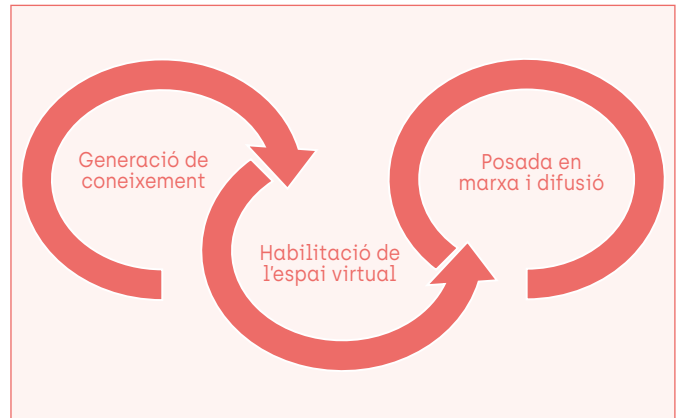 Generació de
coneixement
Habilitació de
l'espai virtual
Posada en
marxa i difusió